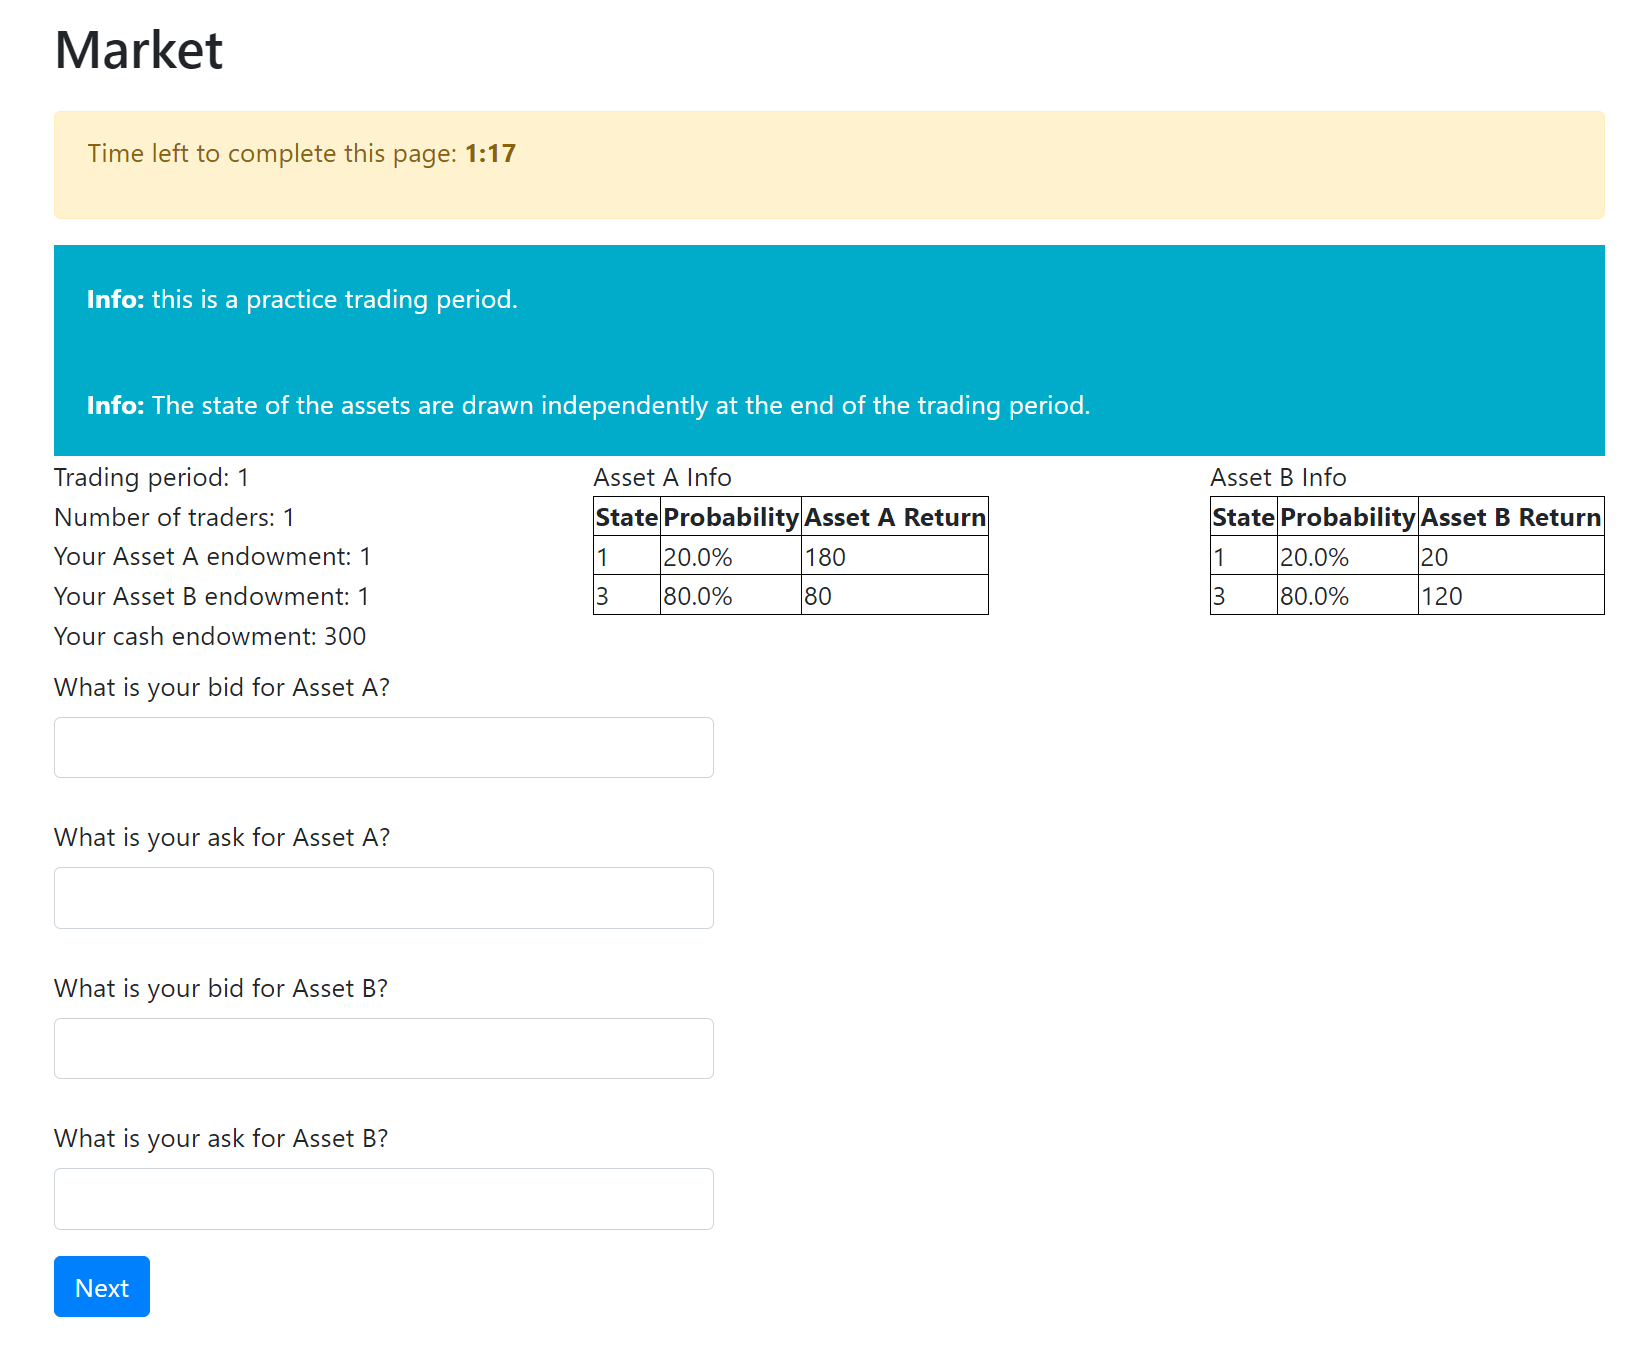 Market
Time left to complete this page: 1:17
Info: this is a practice trading period.
Info: The state of the assets are drawn independently at the end of the trading period.
Trading period: 1
Number of traders: 1
Your Asset A endowment: 1
Your Asset B endowment: 1
Your cash endowment: 300
Asset A Info
State Probability Asset A Return
1 20.0% 180
3 80.0% 80
Asset B Info
State Probability Asset B Return
1 20.0% 20
3 80.0% 120
What is your bid for Asset A?
What is your ask for Asset A?
What is your bid for Asset B?
What is your ask for Asset B?
Next